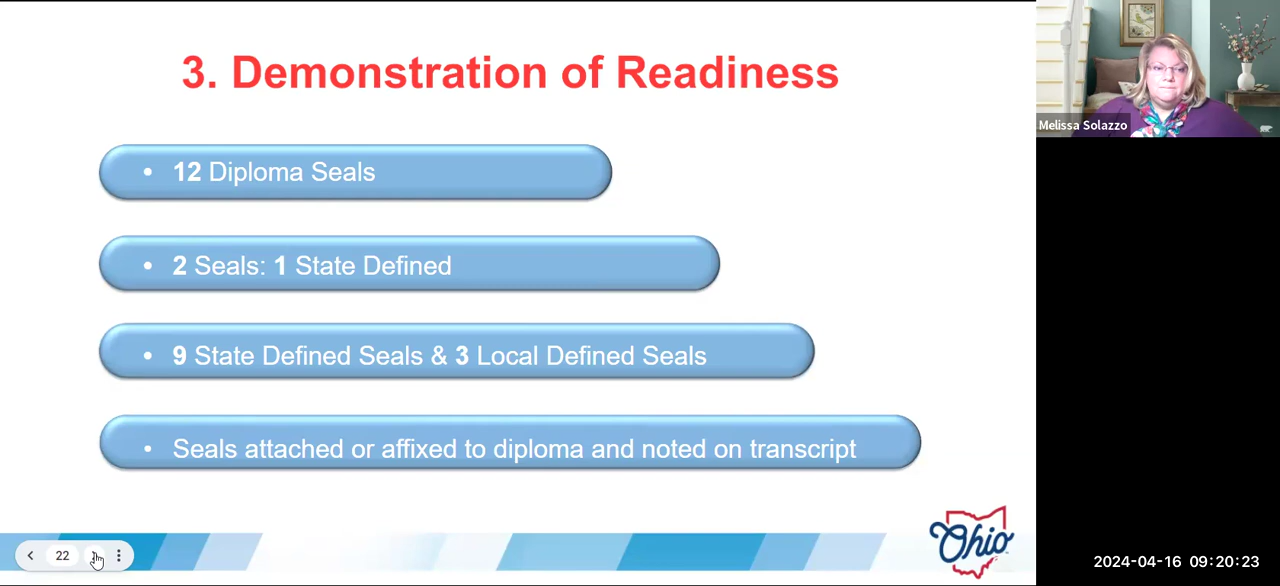 3. Demonstration of Readiness
• 12 Diploma Seals
• 2 Seals: 1 State Defined
• 9 State Defined Seals & 3 Local Defined Seals
• Seals attached or affixed to diploma and noted on transcript
Ohio
22
Melissa Solazzo
2024-04-16 09:20:23